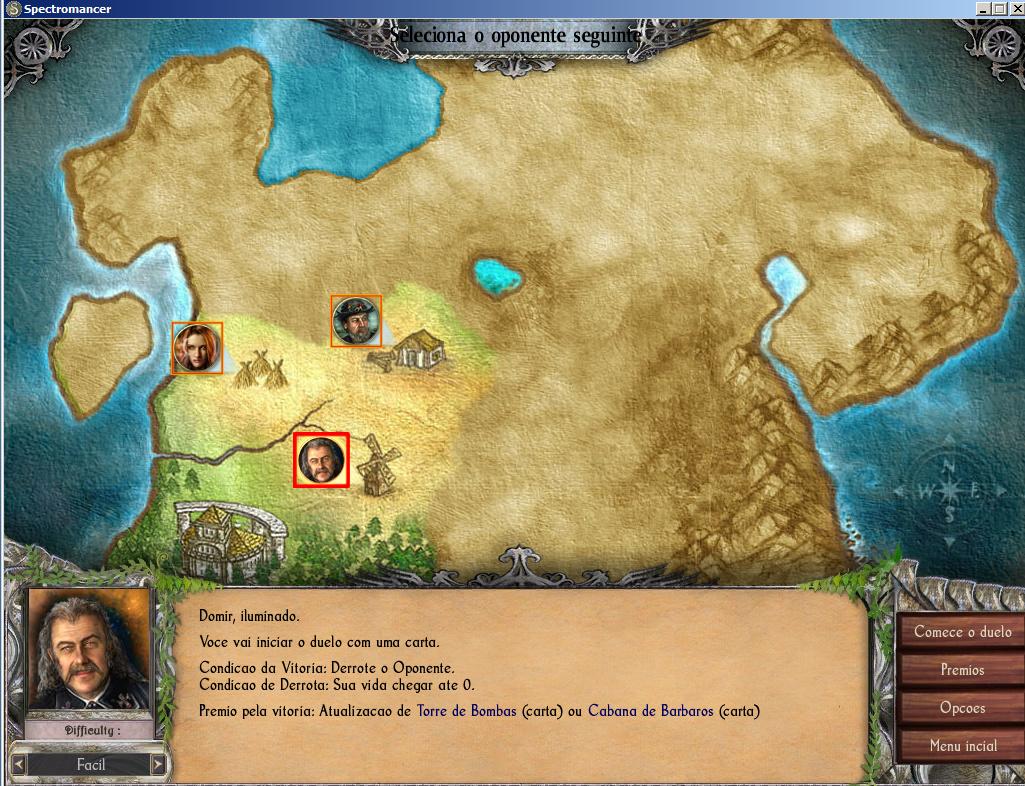 Spectromancer
Seleciona o oponente seguinte
N
W E
S
Domir, iluminado.
Voce vai iniciar o duelo com uma carta.
Condicao da Vitoria: Derrote o Oponente.
Condicao de Derrota: Sua vida chegar ate 0.
Premio pela vitoria: Atualizacao de Torre de Bombas (carta) ou Cabana de Barbaros (carta)
Difficulty :
Facil
Comece o duelo
Premios
Opcoes
Menu incial